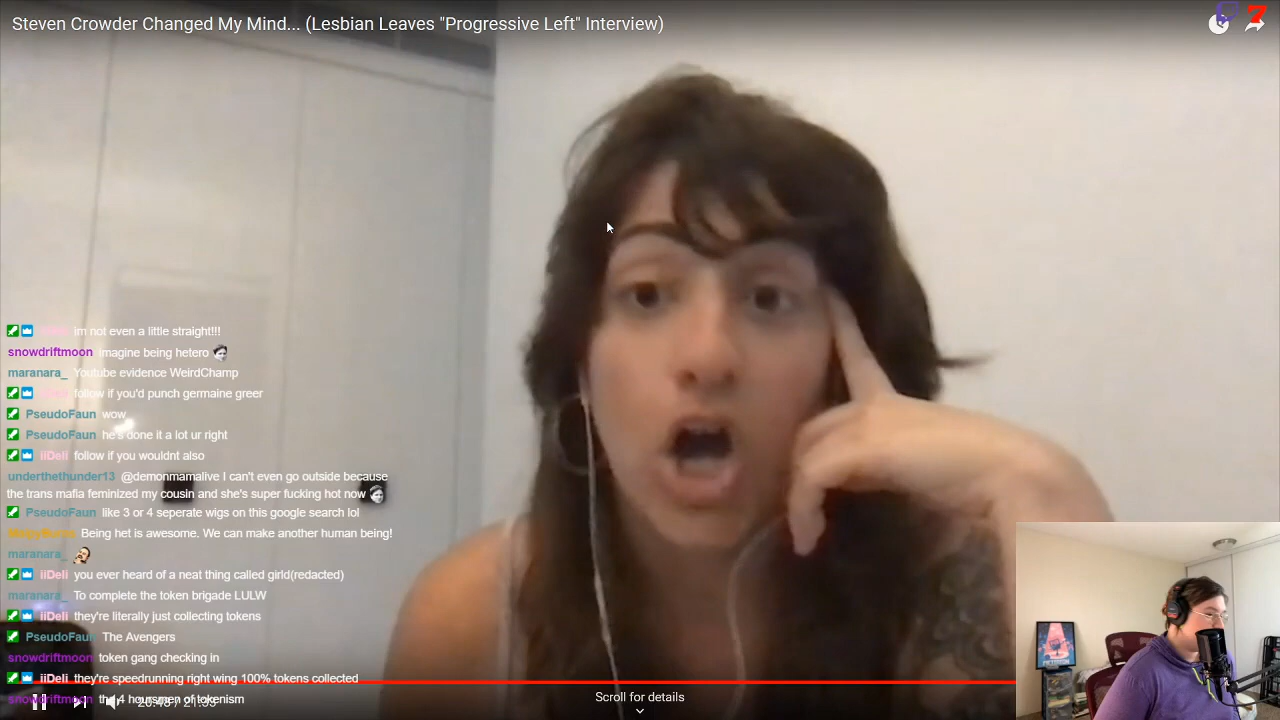 Steven Crowder Changed My Mind... (Lesbian Leaves "Progressive Left" Interview)
im not even a little straight!!!
snowdriftmoon imagine being hetero
maranara_ Youtube evidence WeirdChamp
follow if you'd punch germaine greer
PseudoFaun wow
PseudoFaun he's done it a lot ur right
iiDeli follow if you wouldnt also
underthethunder13 @demonmamalive I can't even go outside because
the trans mafia feminized my cousin and she's super fucking hot now
PseudoFaun like 3 or 4 seperate wigs on this google search lol
Being het is awesome. We can make another human being!
maranara_
iiDeli you ever heard of a neat thing called girld(redacted)
maranara_ To complete the token brigade LULW
iiDeli they're literally just collecting tokens
PseudoFaun The Avengers
snowdriftmoon token gang checking in
iiDeli they're speedrunning right wing 100% tokens collected
snowdriftmoon the 4 horsemen of tokenism
Scroll for details